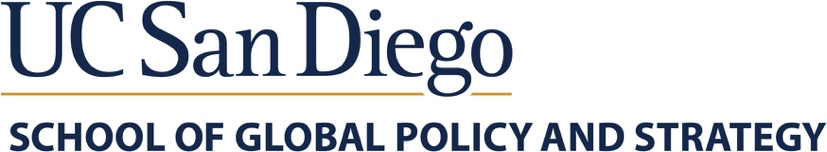 UC San Diego
SCHOOL OF GLOBAL POLICY AND STRATEGY